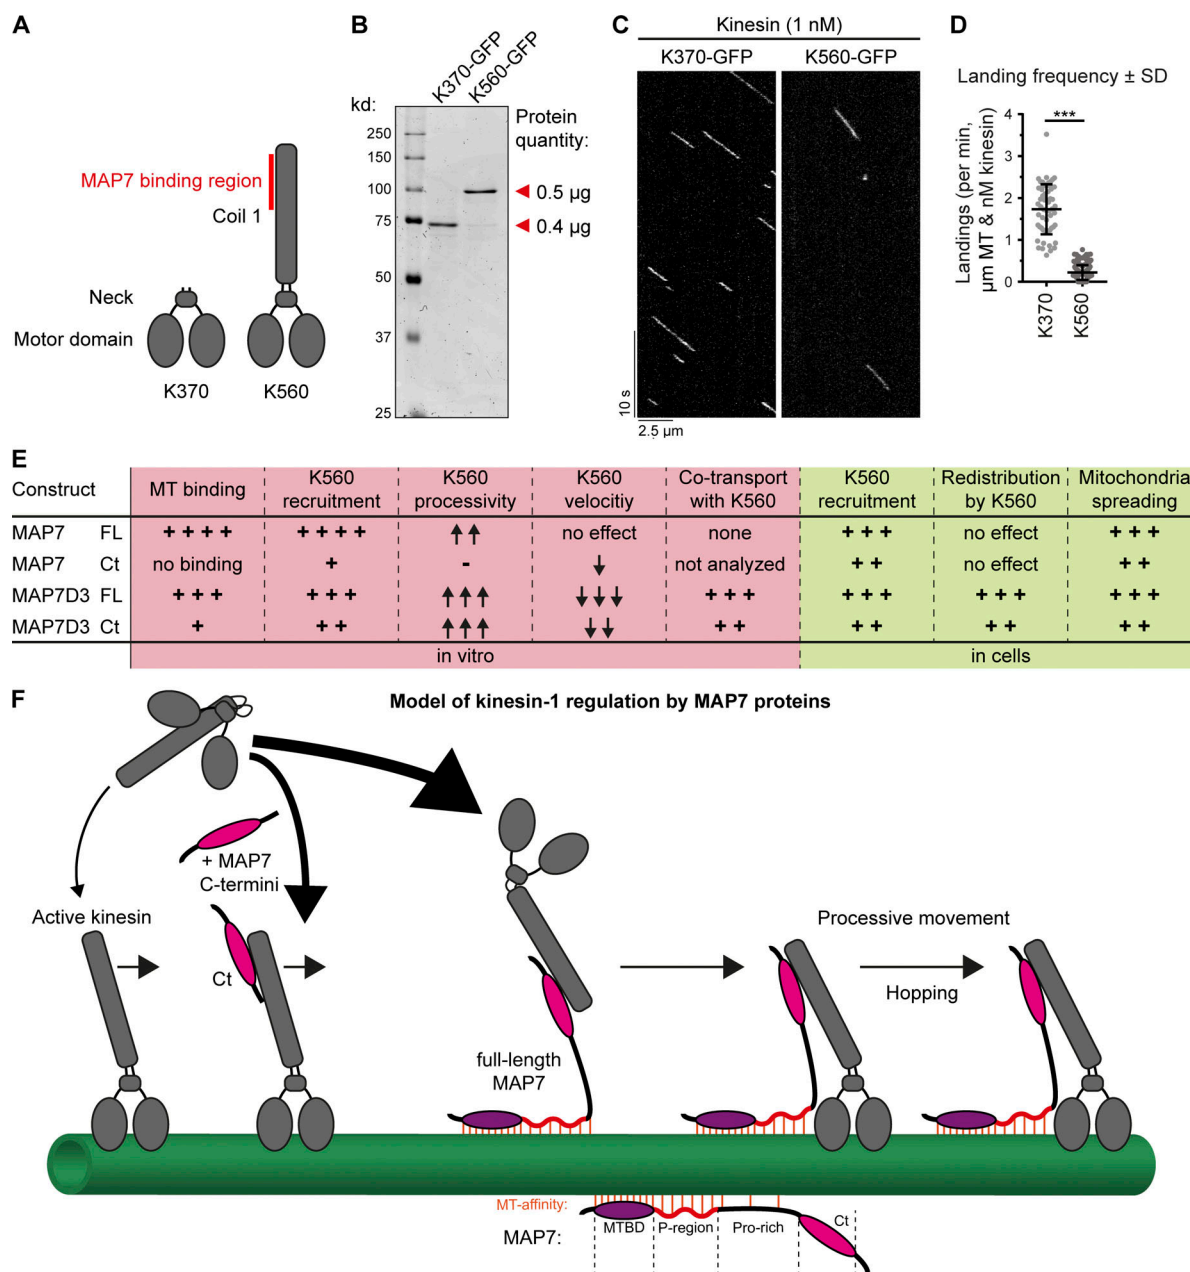 A
MAP7 binding region
Coil 1
Neck
Motor domain
K370
K560
B
K370-GFP
K560-GFP
kd:
250
150
100
75
50
37
25
Protein
quantity:
0.5 µg
0.4 µg
C
Kinesin (1 nM)
K370-GFP
K560-GFP
10 s
2.5 µm
D
Landing frequency ± SD
Landings (per min,
µm MT & nM kinesin)
4
3
2
1
0
***
K370
K560
E
Construct
MT binding
K560
recruitment
K560
processivity
K560
velocitiy
Co-transport
with K560
K560
recruitment
Redistribution
by K560
Mitochondria
spreading
MAP7 FL ++++ ++++ ↑↑ no effect none +++ no effect +++
MAP7 Ct no binding + - ↓ not analyzed ++ no effect ++
MAP7D3 FL +++ +++ ↑↑↑ ↓↓↓ +++ +++ +++ +++
MAP7D3 Ct + ++ ↑↑↑ ↓↓ ++ ++ ++ ++
in vitro
in cells
F
Model of kinesin-1 regulation by MAP7 proteins
+ MAP7
C-termini
Active kinesin
Ct
full-length
MAP7
Processive movement
Hopping
MT-affinity:
MAP7:
MTBD
P-region
Pro-rich
Ct